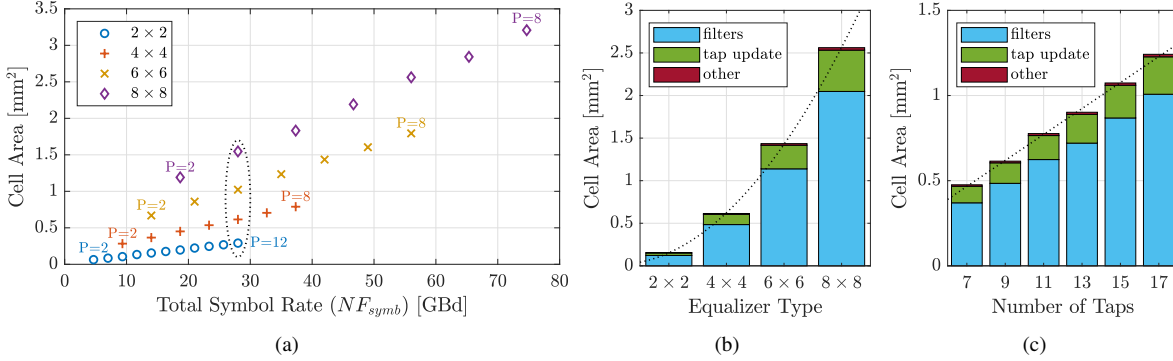 3.5
3
2.5
2
1.5
1
0.5
0
0 10 20 30 40 50 60 70 80
Cell Area [mm²]
Total Symbol Rate (NF_symb) [GBd]
2 × 2
4 × 4
6 × 6
8 × 8
P=8
P=2
P=8
P=2
P=8
P=2
P=2
P=12
(a)
3
2.5
2
1.5
1
0.5
0
Cell Area [mm²]
filters
tap update
other
2 × 2
4 × 4
6 × 6
8 × 8
Equalizer Type
(b)
1.5
1
0.5
0
Cell Area [mm²]
filters
tap update
other
7 9 11 13 15 17
Number of Taps
(c)